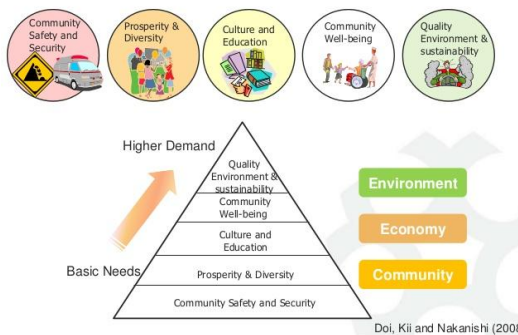 Community
Safety and
Security
Prosperity &
Diversity
Culture and
Education
Community
Well-being
Quality
Environment &
sustainability
Higher Demand
Basic Needs
Quality
Environment &
sustainability
Community
Well-being
Culture and
Education
Prosperity & Diversity
Community Safety and Security
Environment
Economy
Community
Doi, Kii and Nakanishi